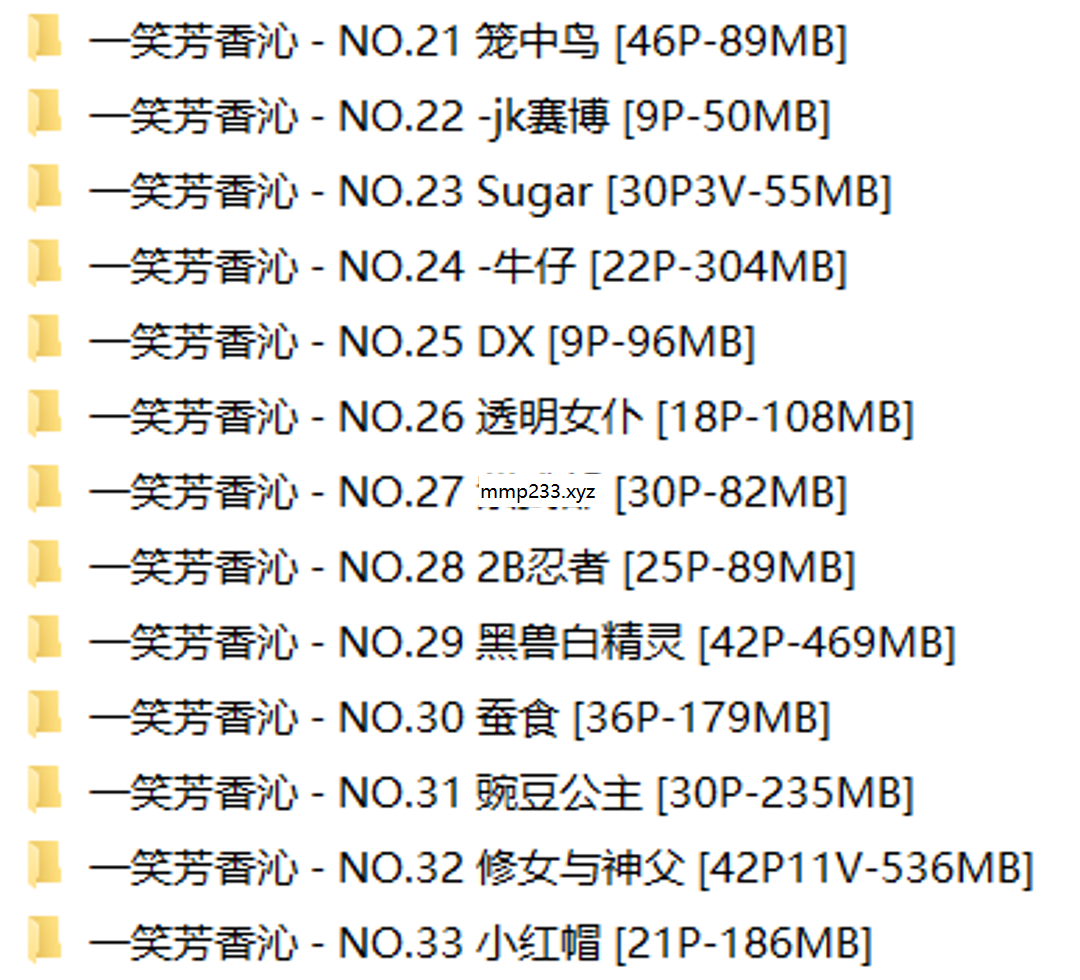 一笑芳香沁 - NO.21 笼中鸟 [46P-89MB]
一笑芳香沁 - NO.22 -jk赛博 [9P-50MB]
一笑芳香沁 - NO.23 Sugar [30P3V-55MB]
一笑芳香沁 - NO.24 -牛仔 [22P-304MB]
一笑芳香沁 - NO.25 DX [9P-96MB]
一笑芳香沁 - NO.26 透明女仆 [18P-108MB]
一笑芳香沁 - NO.27 mmp233.xyz [30P-82MB]
一笑芳香沁 - NO.28 2B忍者 [25P-89MB]
一笑芳香沁 - NO.29 黑兽白精灵 [42P-469MB]
一笑芳香沁 - NO.30 蚕食 [36P-179MB]
一笑芳香沁 - NO.31 豌豆公主 [30P-235MB]
一笑芳香沁 - NO.32 修女与神父 [42P11V-536MB]
一笑芳香沁 - NO.33 小红帽 [21P-186MB]